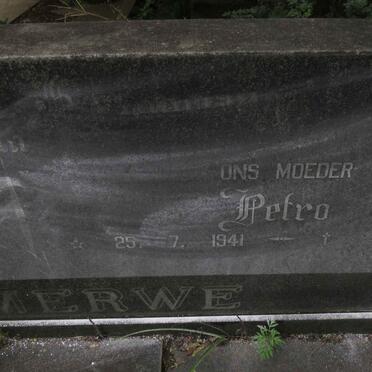 ONS MOEDER
Petro
☆ 25. 7. 1941 — †
MERWE